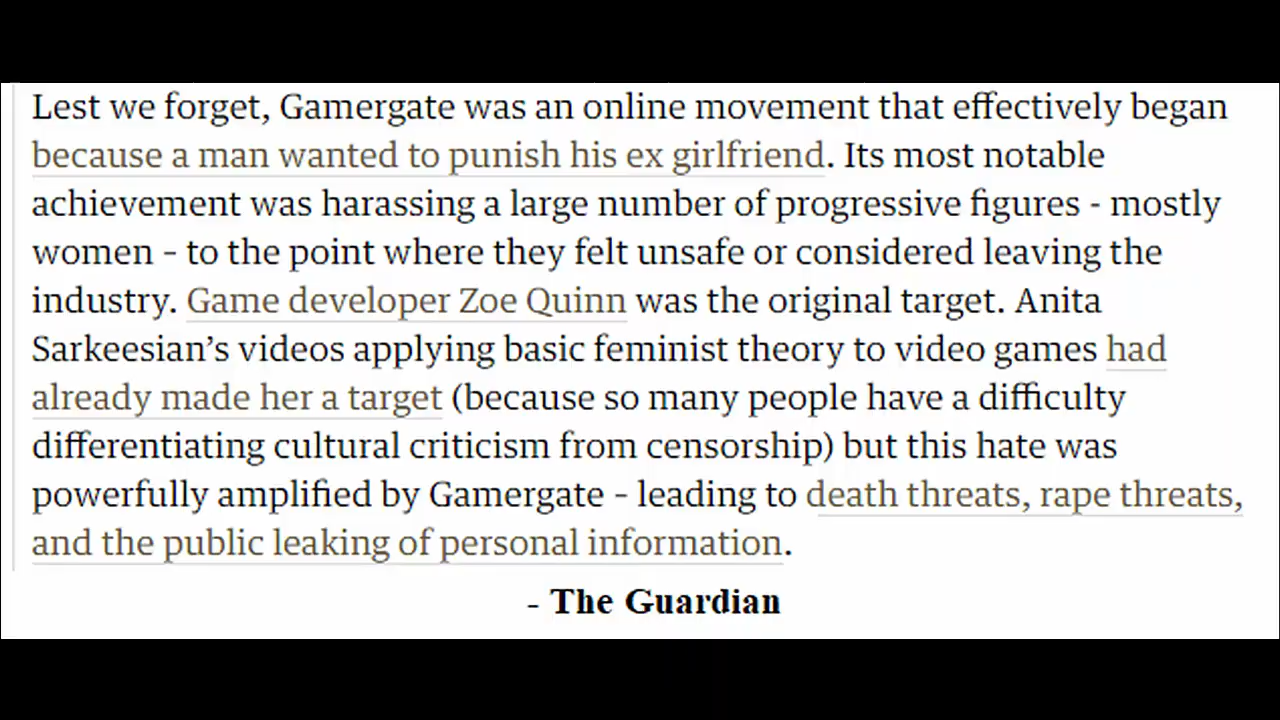 Lest we forget, Gamergate was an online movement that effectively began
because a man wanted to punish his ex girlfriend. Its most notable
achievement was harassing a large number of progressive figures - mostly
women – to the point where they felt unsafe or considered leaving the
industry. Game developer Zoe Quinn was the original target. Anita
Sarkeesian’s videos applying basic feminist theory to video games had
already made her a target (because so many people have a difficulty
differentiating cultural criticism from censorship) but this hate was
powerfully amplified by Gamergate – leading to death threats, rape threats,
and the public leaking of personal information.
- The Guardian